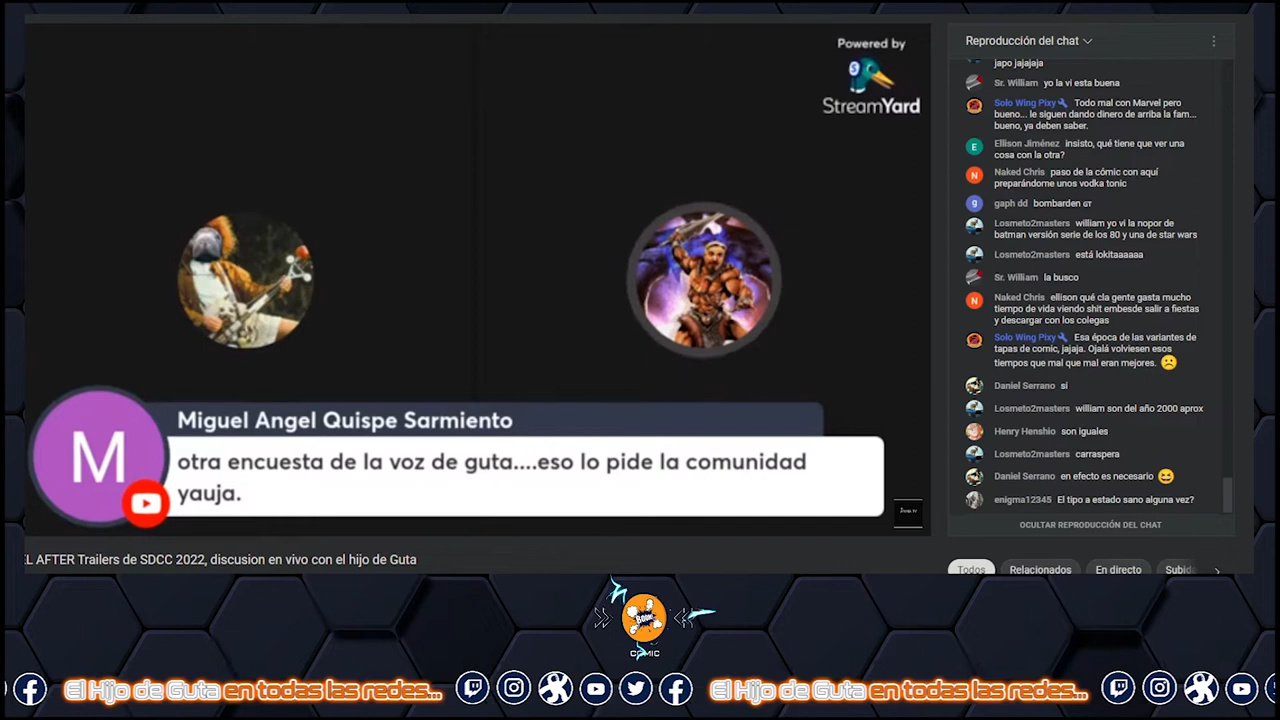 Powered by
StreamYard
Miguel Angel Quispe Sarmiento
M
otra encuesta de la voz de guta....eso lo pide la comunidad
yauja.
EL AFTER Trailers de SDCC 2022, discusion en vivo con el hijo de Guta
Reproducción del chat
japo jajajaja
Sr. William yo la vi esta buena
Solo Wing Pixy Todo mal con Marvel pero
bueno... le siguen dando dinero de arriba la fam...
bueno, ya deben saber.
E Ellison Jiménez insisto, qué tiene que ver una
cosa con la otra?
N Naked Chris paso de la cômic con aquí
preparándome unos vodka tonic
g gaph dd bombarden GT
Losmeto2masters william yo vi la nopor de
batman versión serie de los 80 y una de star wars
Losmeto2masters está lokitaaaaaa
Sr. William la busco
N Naked Chris ellison qué cla gente gasta mucho
tiempo de vida viendo shit embesde salir a fiestas
y descargar con los colegas
Solo Wing Pixy Esa época de las variantes de
tapas de comic, jajaja. Ojalá volviesen esos
tiempos que mal que mal eran mejores.
Daniel Serrano si
Losmeto2masters william son del año 2000 aprox
Henry Henshio son iguales
Losmeto2masters carraspera
Daniel Serrano en efecto es necesario
enigma12345 El tipo a estado sano alguna vez?
OCULTAR REPRODUCCIÓN DEL CHAT
Todos Relacionados En directo Subid
BOOM!
COMIC
El Hijo de Guta en todas las redes... El Hijo de Guta en todas las redes...